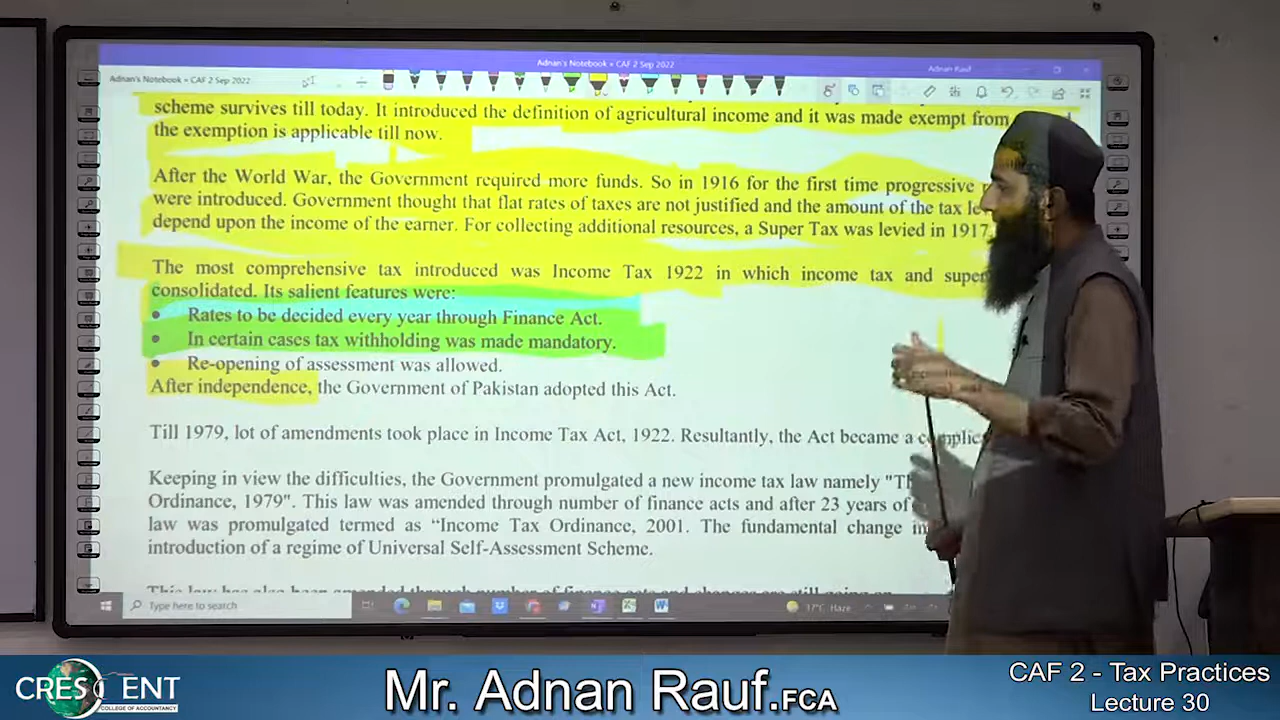 Adnan's Notebook » CAF 2 Sep 2022
Adnan Rauf
Adnan's Notebook » CAF 2 Sep 2022
scheme survives till today. It introduced the definition of agricultural income and it was made exempt from
the exemption is applicable till now.
After the World War, the Government required more funds. So in 1916 for the first time progressive
were introduced. Government thought that flat rates of taxes are not justified and the amount of the tax
depend upon the income of the earner. For collecting additional resources, a Super Tax was levied in 1917.
The most comprehensive tax introduced was Income Tax 1922 in which income tax and super
consolidated. Its salient features were:
• Rates to be decided every year through Finance Act.
• In certain cases tax withholding was made mandatory.
• Re-opening of assessment was allowed.
After independence, the Government of Pakistan adopted this Act.
Till 1979, lot of amendments took place in Income Tax Act, 1922. Resultantly, the Act became a
Keeping in view the difficulties, the Government promulgated a new income tax law namely
Ordinance, 1979". This law was amended through number of finance acts and after 23 years of
law was promulgated termed as “Income Tax Ordinance, 2001. The fundamental change
introduction of a regime of Universal Self-Assessment Scheme.
Type here to search
17°C Haze
CRESCENT
COLLEGE OF ACCOUNTANCY
Mr. Adnan Rauf.FCA
CAF 2 - Tax Practices
Lecture 30